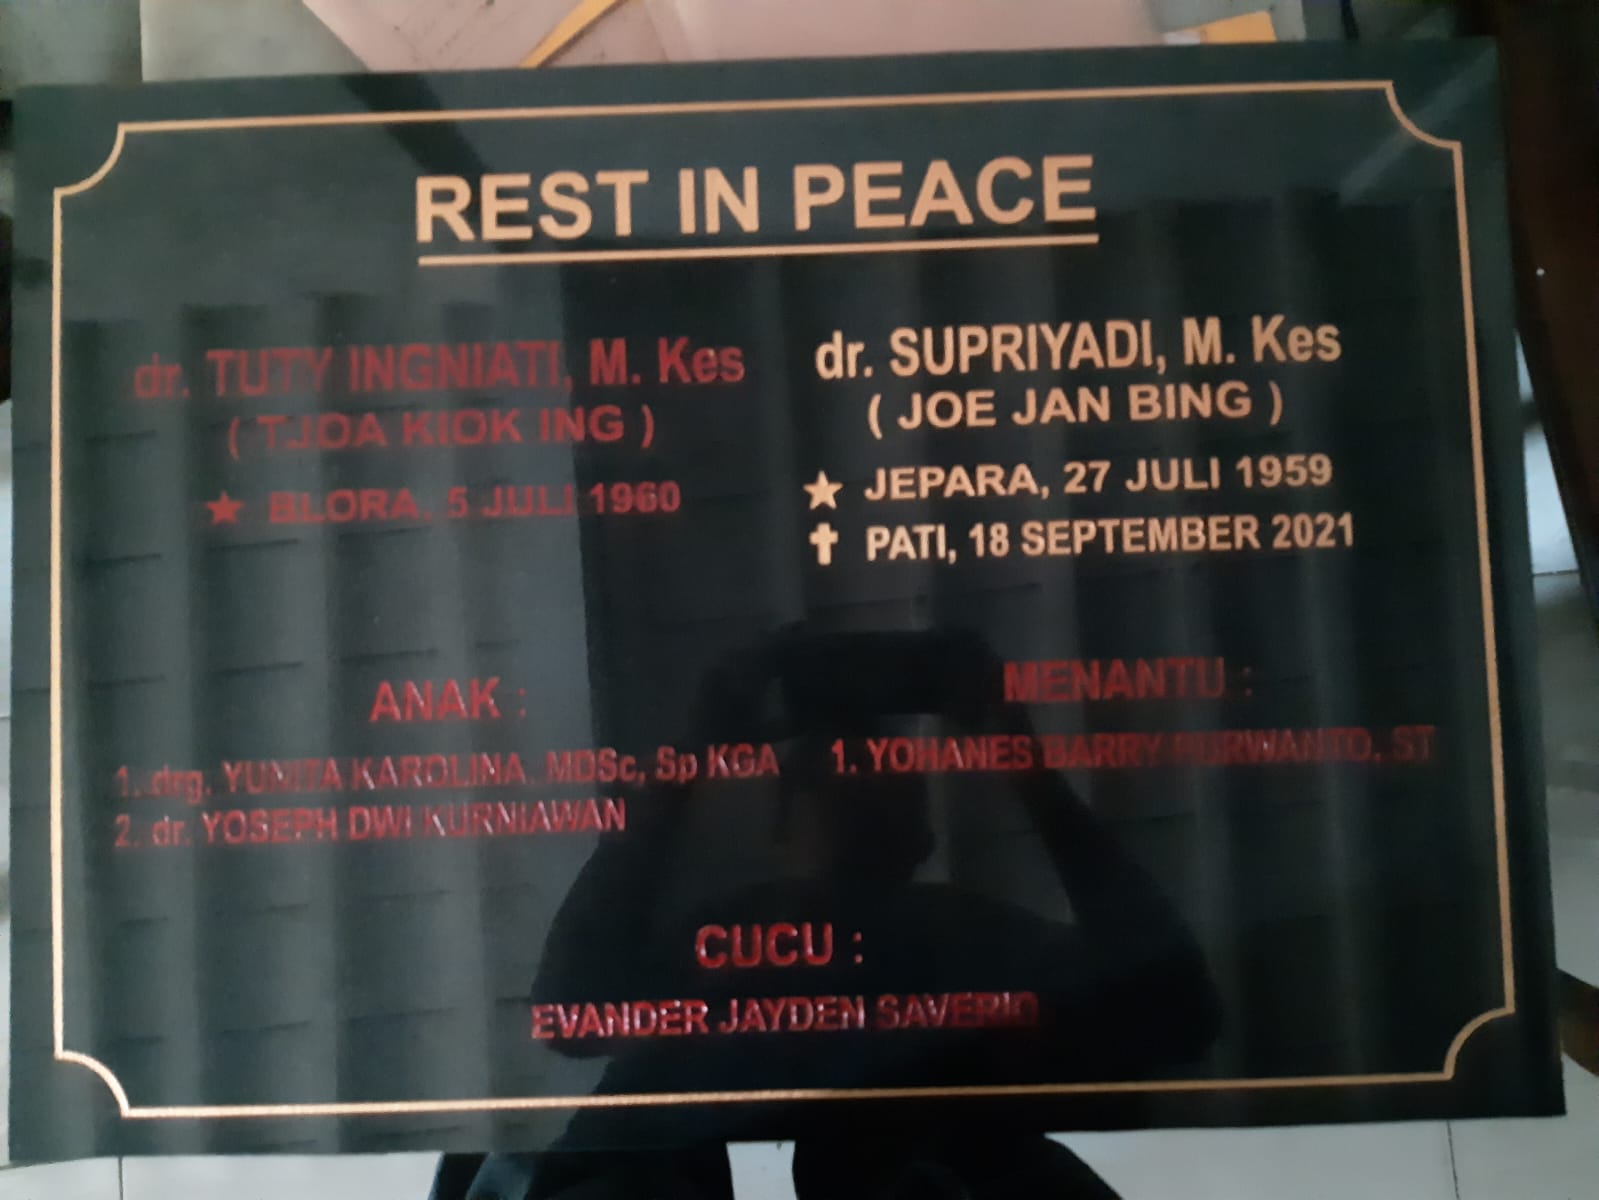 REST IN PEACE
dr. TUTY INGNIATI, M. Kes
( TJOA KIOK ING )
★ BLORA, 5 JULI 1960
dr. SUPRIYADI, M. Kes
( JOE JAN BING )
★ JEPARA, 27 JULI 1959
✝ PATI, 18 SEPTEMBER 2021
ANAK :
1. drg. YUNITA KAROLINA, MDSc, Sp KGA
2. dr. YOSEPH DWI KURNIAWAN
MENANTU :
1. YOHANES BARRY PURWANTO, ST
CUCU :
EVANDER JAYDEN SAVERIO